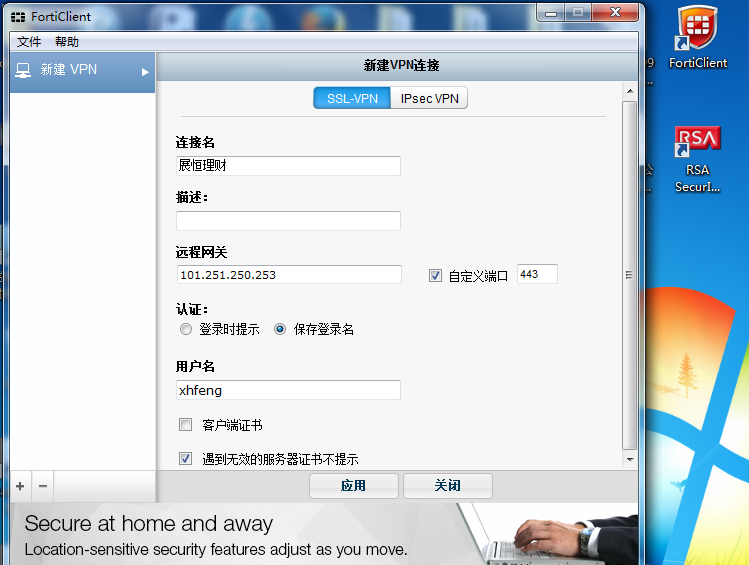 FortiClient
文件 帮助
新建 VPN
新建VPN连接
SSL-VPN IPsec VPN
连接名
展恒理财
描述:
远程网关
101.251.250.253
自定义端口 443
认证:
登录时提示 保存登录名
用户名
xhfeng
客户端证书
遇到无效的服务器证书不提示
应用 关闭
Secure at home and away
Location-sensitive security features adjust as you move.
FortiClient
RSA
RSA
SecurI...